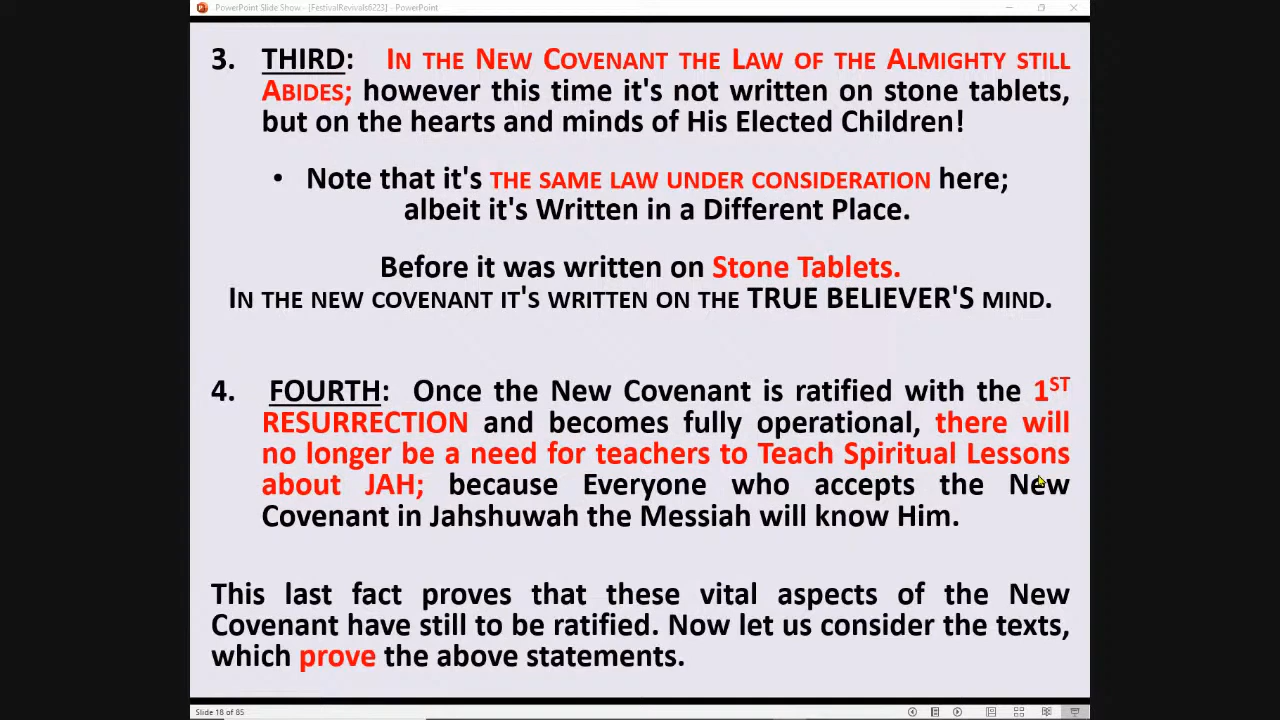 PowerPoint Slide Show - [FestivalRevivals6223] - PowerPoint
3. THIRD: IN THE NEW COVENANT THE LAW OF THE ALMIGHTY STILL
ABIDES; however this time it's not written on stone tablets,
but on the hearts and minds of His Elected Children!
• Note that it's THE SAME LAW UNDER CONSIDERATION here;
albeit it's Written in a Different Place.
Before it was written on Stone Tablets.
IN THE NEW COVENANT IT'S WRITTEN ON THE TRUE BELIEVER'S MIND.
4. FOURTH: Once the New Covenant is ratified with the 1ST
RESURRECTION and becomes fully operational, there will
no longer be a need for teachers to Teach Spiritual Lessons
about JAH; because Everyone who accepts the New
Covenant in Jahshuwah the Messiah will know Him.
This last fact proves that these vital aspects of the New
Covenant have still to be ratified. Now let us consider the texts,
which prove the above statements.
Slide 18 of 85